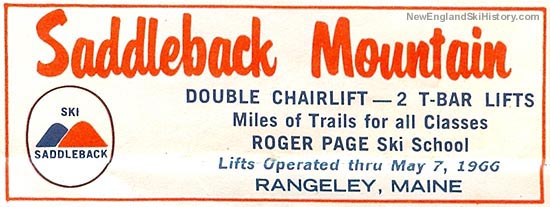 NewEnglandSkiHistory.com
Saddleback Mountain
SKI
SADDLEBACK
DOUBLE CHAIRLIFT — 2 T-BAR LIFTS
Miles of Trails for all Classes
ROGER PAGE Ski School
Lifts Operated thru May 7, 1966
RANGELEY, MAINE